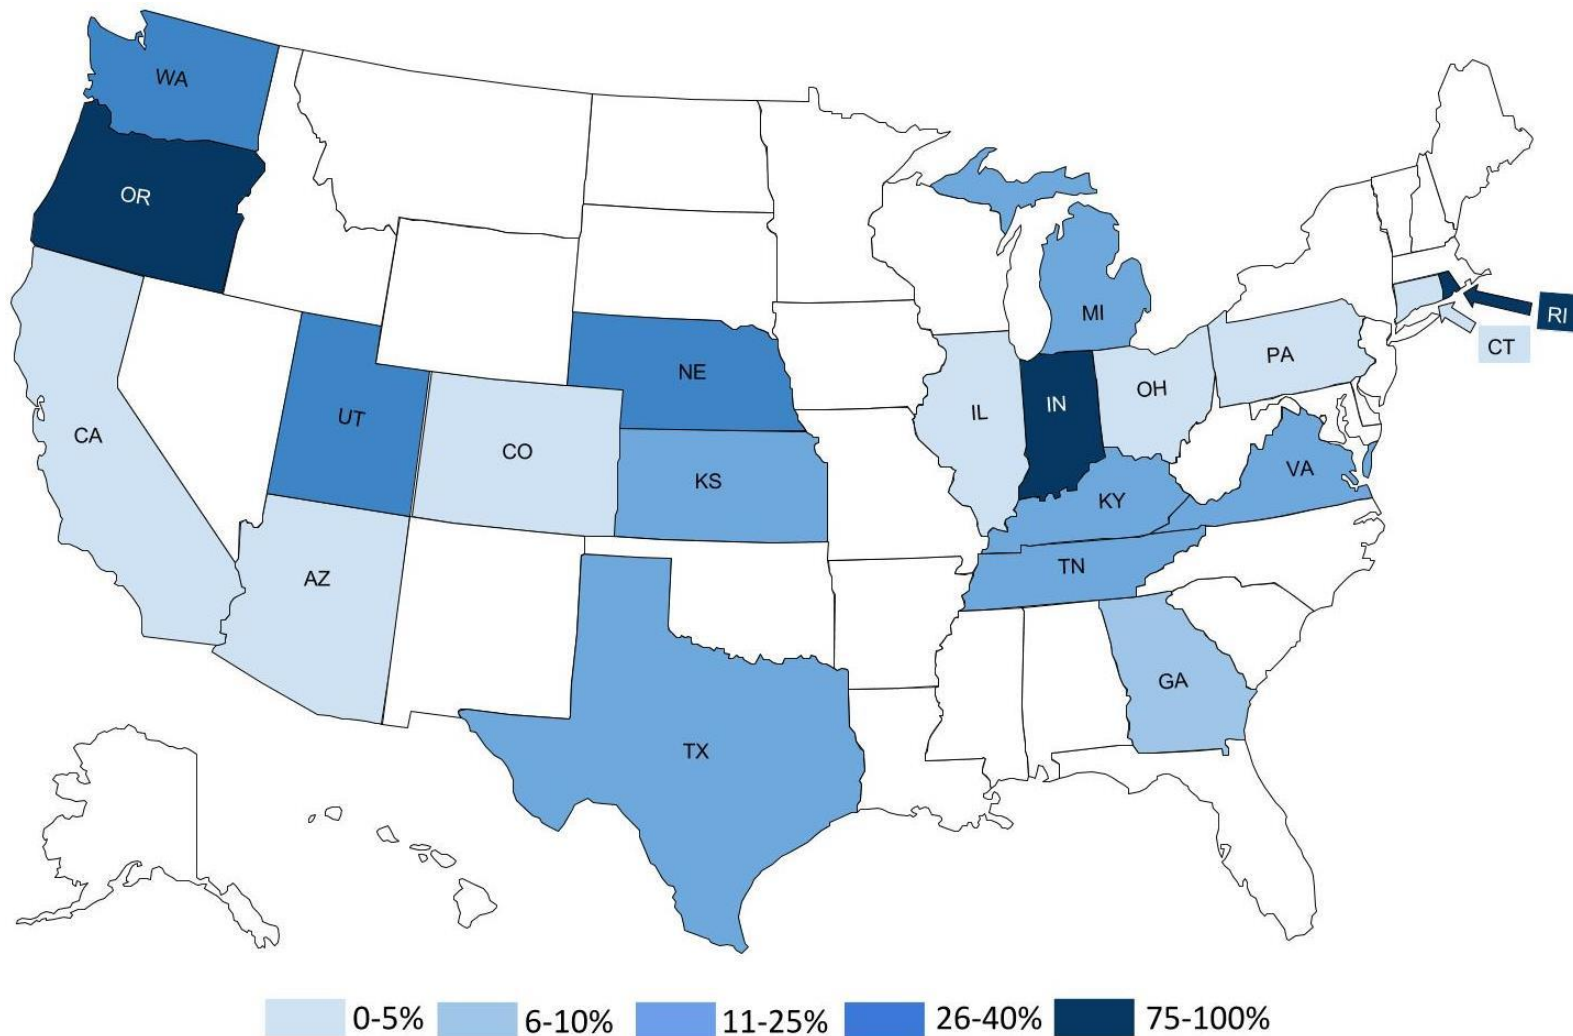 WA
OR
RI
MI
CT
PA
NE
OH
IL
IN
UT
CA
CO
VA
KS
KY
TN
AZ
GA
TX
0-5% 6-10% 11-25% 26-40% 75-100%